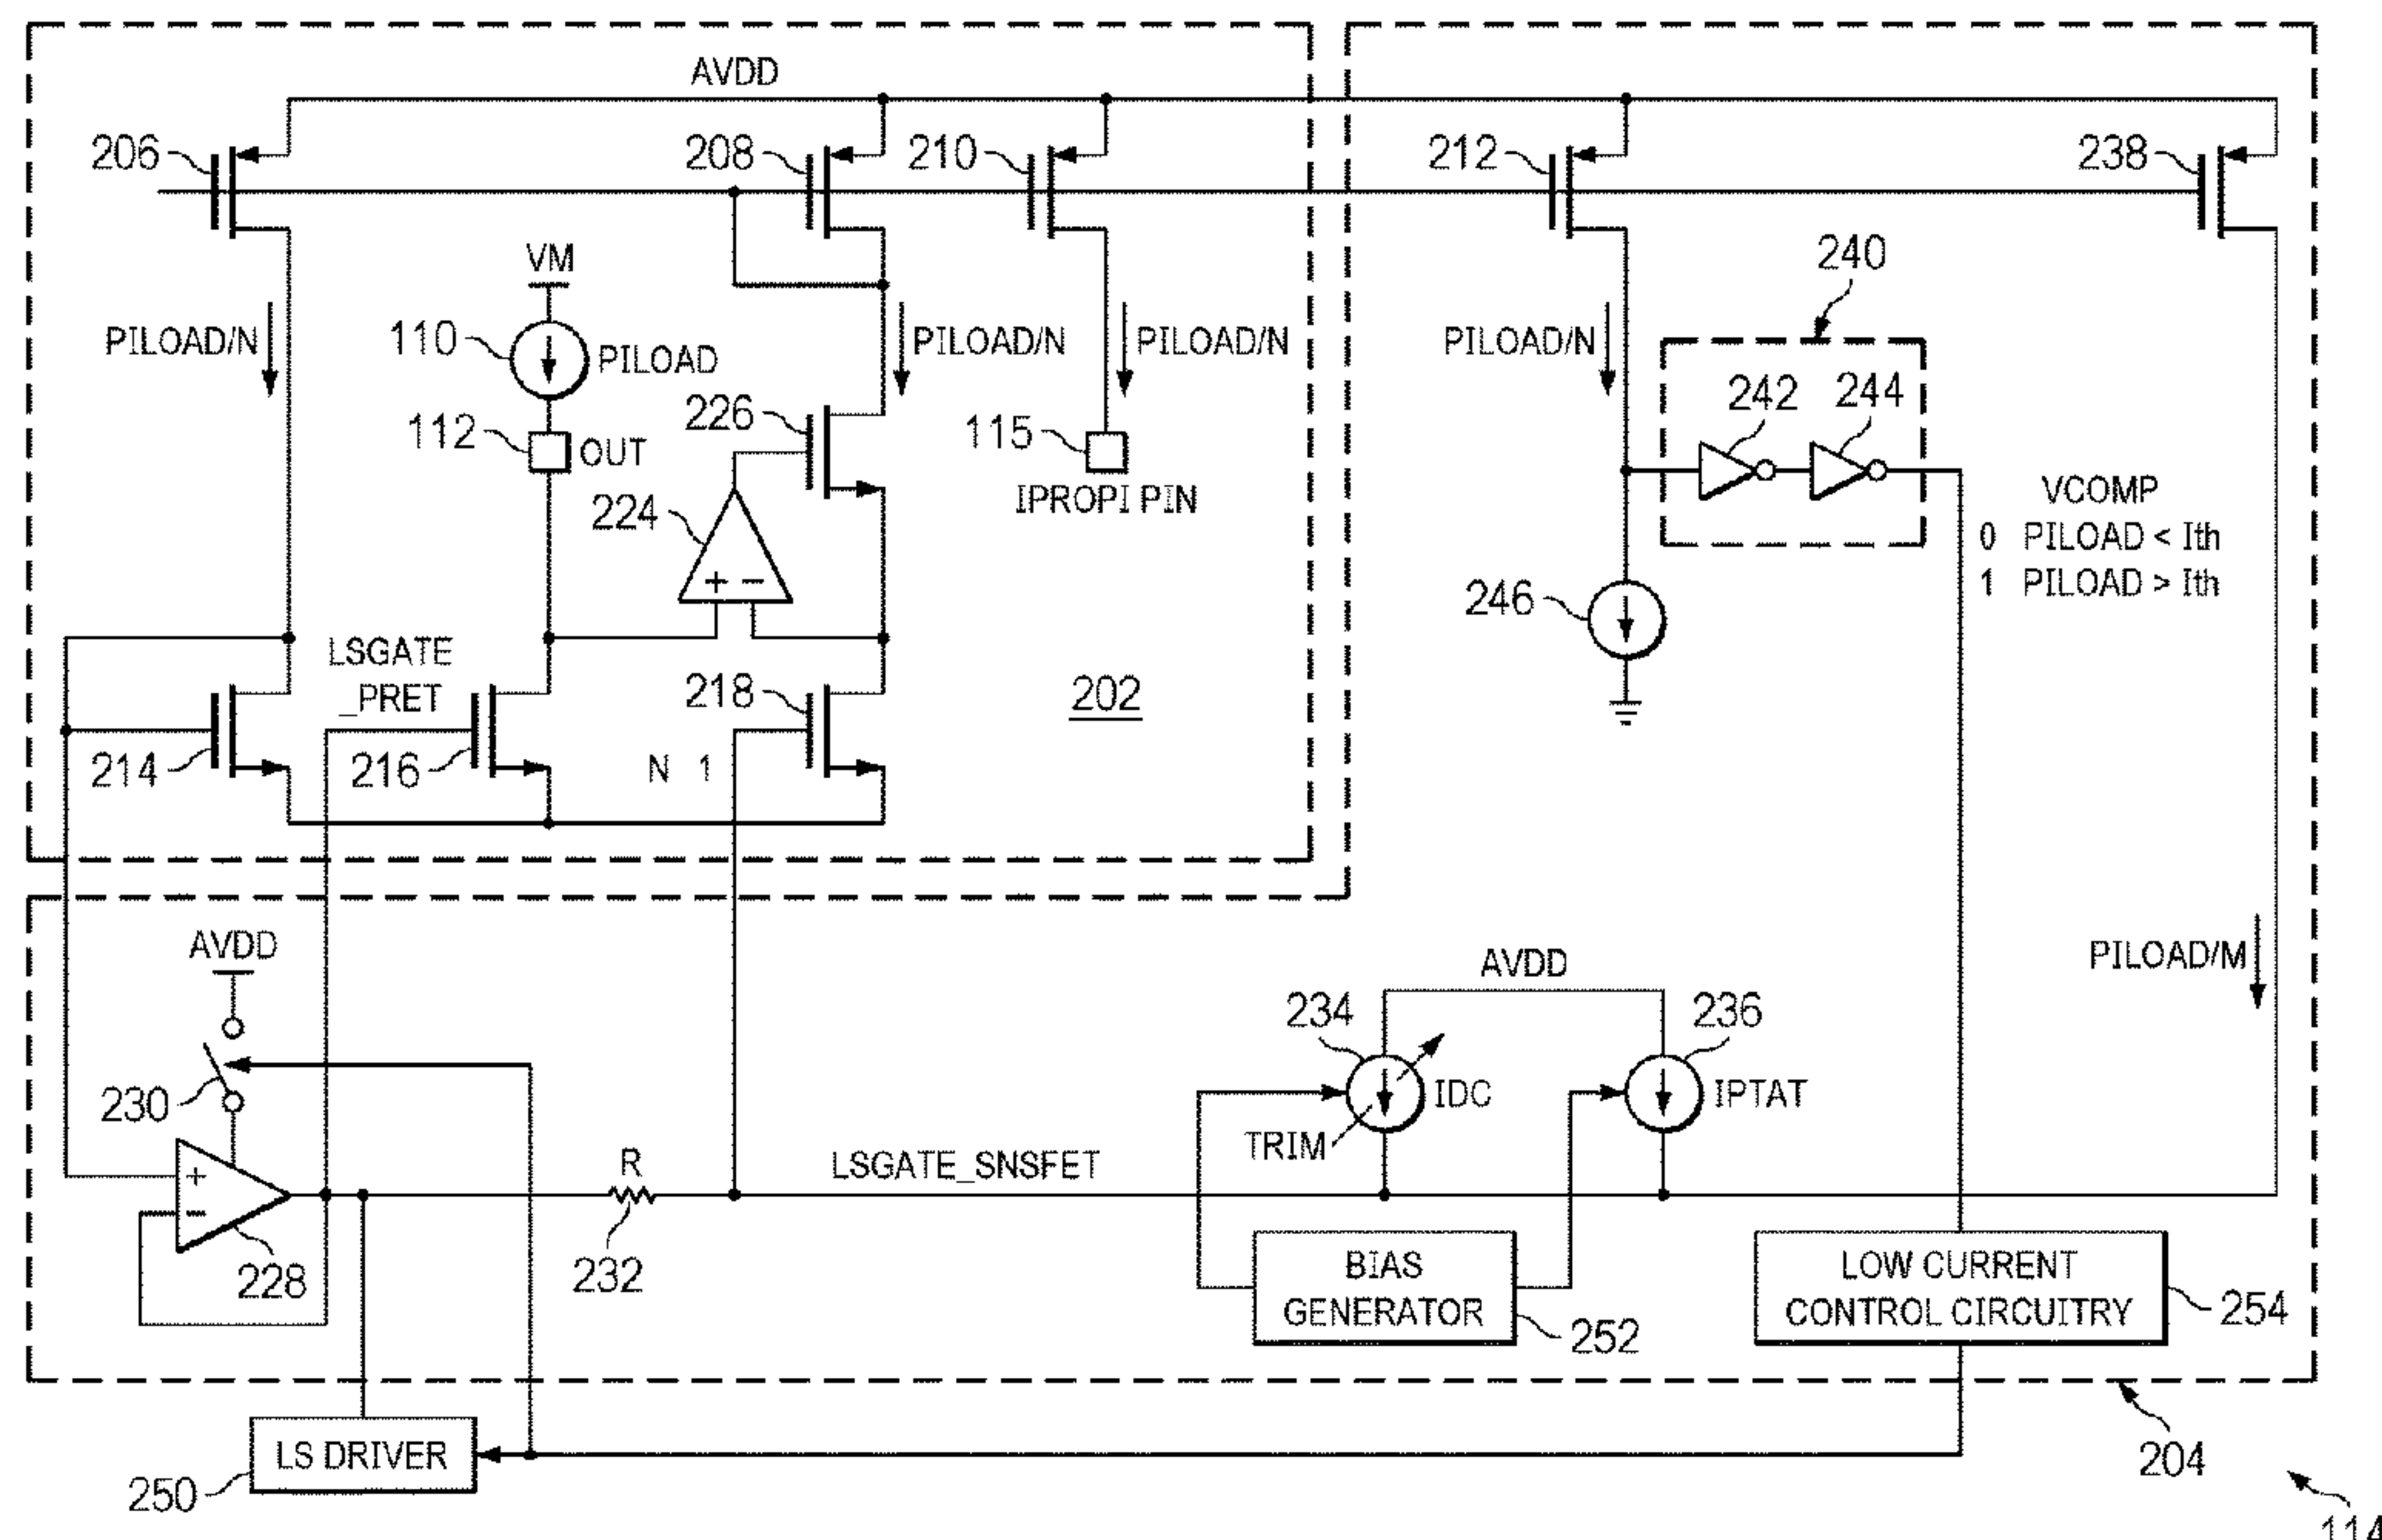 AVDD
206
208
210
212
238
VM
240
PILOAD/N
110
PILOAD
PILOAD/N
PILOAD/N
PILOAD/N
242
244
226
112
OUT
115
IPROPI PIN
VCOMP
0 PILOAD < Ith
1 PILOAD > Ith
224
+ −
246
LSGATE
_PRET
218
202
214
216
N 1
AVDD
AVDD
PILOAD/M
234
236
230
IDC
IPTAT
TRIM
R
LSGATE_SNSFET
+
−
228
232
BIAS
GENERATOR
252
LOW CURRENT
CONTROL CIRCUITRY
254
LS DRIVER
250
204
114